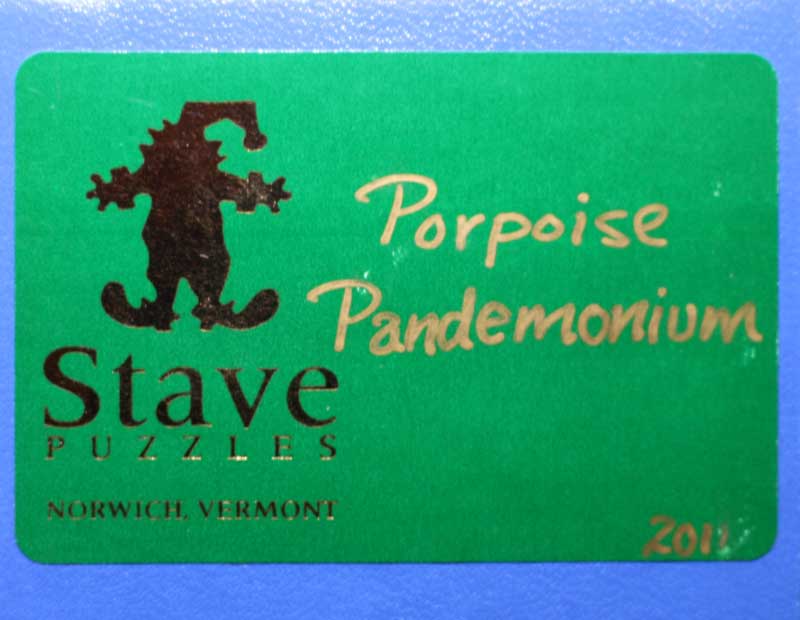 Porpoise
Pandemonium
Stave
PUZZLES
NORWICH, VERMONT
2011